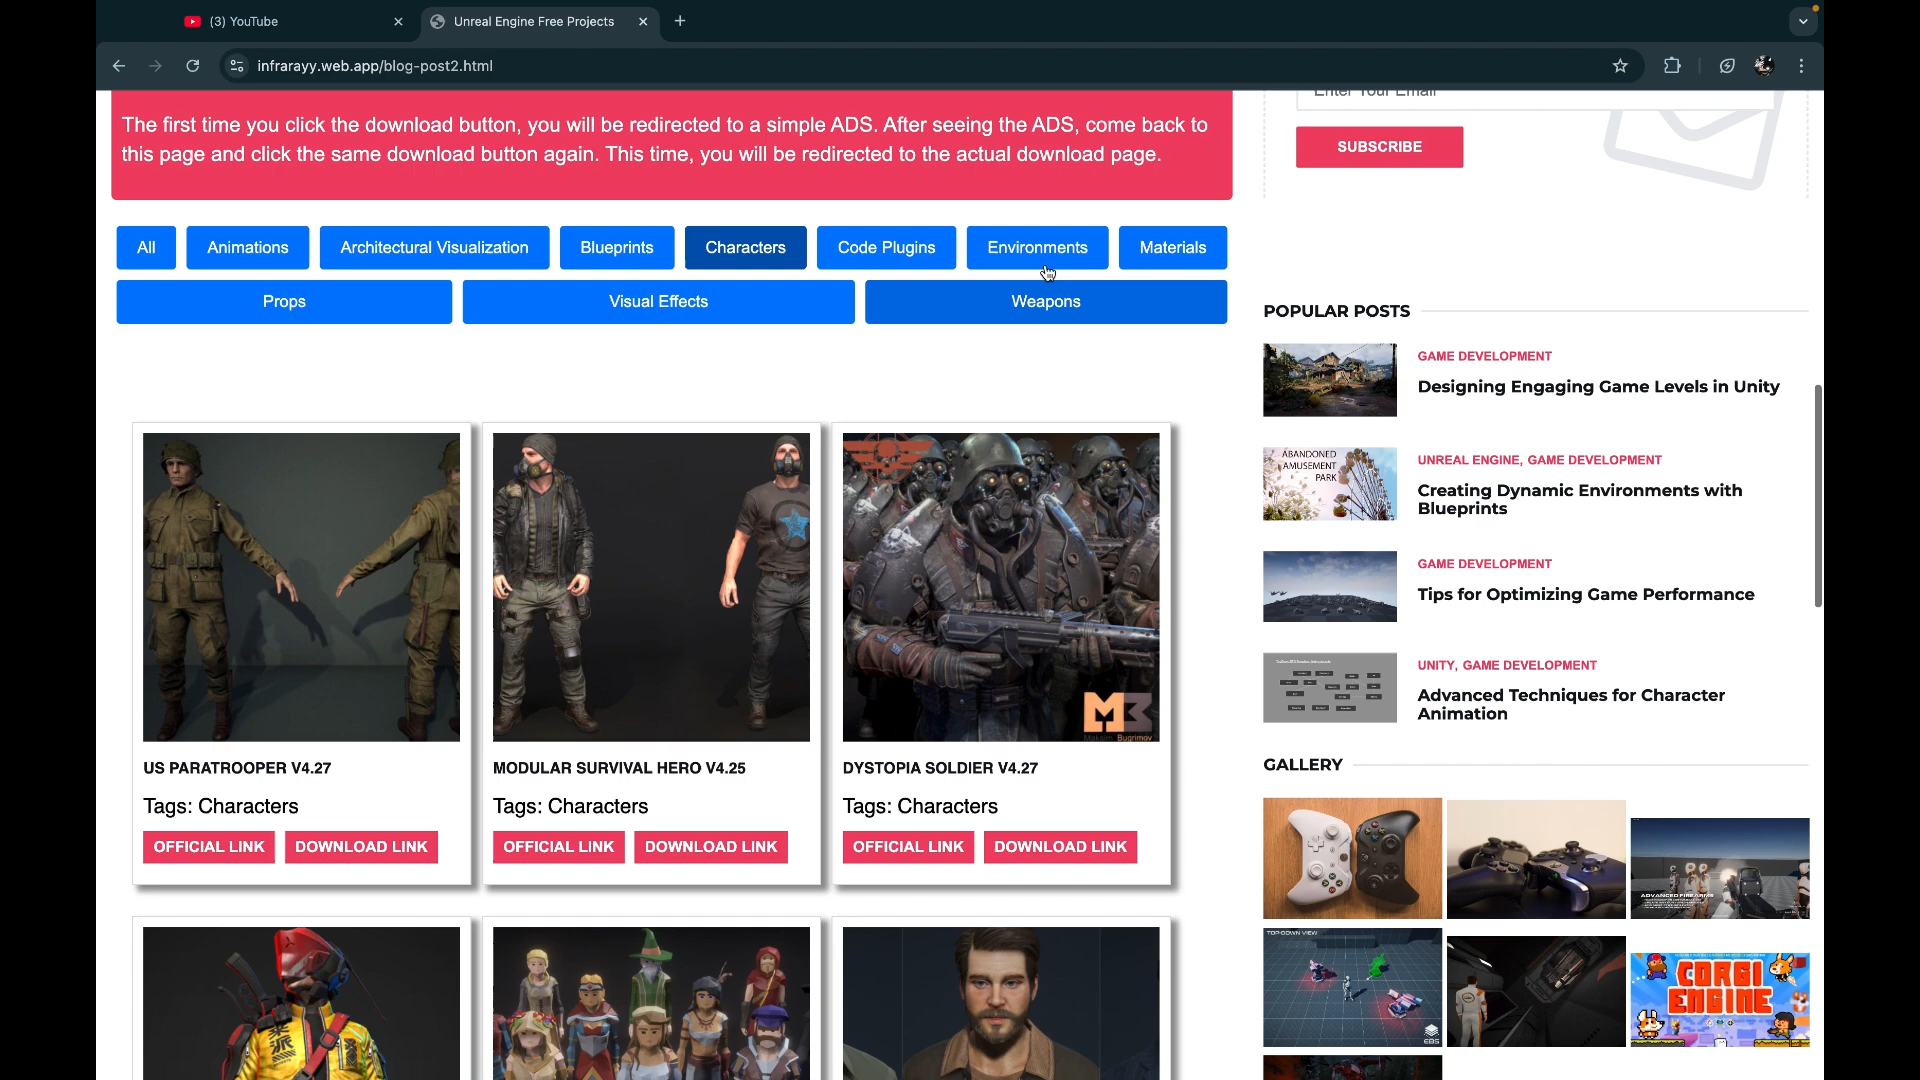 (3) YouTube
Unreal Engine Free Projects
infrarayy.web.app/blog-post2.html
The first time you click the download button, you will be redirected to a simple ADS. After seeing the ADS, come back to
this page and click the same download button again. This time, you will be redirected to the actual download page.
Enter Your Email
SUBSCRIBE
All
Animations
Architectural Visualization
Blueprints
Characters
Code Plugins
Environments
Materials
Props
Visual Effects
Weapons
US PARATROOPER V4.27
Tags: Characters
OFFICIAL LINK
DOWNLOAD LINK
MODULAR SURVIVAL HERO V4.25
Tags: Characters
OFFICIAL LINK
DOWNLOAD LINK
M3
Maksim Bugrimov
DYSTOPIA SOLDIER V4.27
Tags: Characters
OFFICIAL LINK
DOWNLOAD LINK
POPULAR POSTS
GAME DEVELOPMENT
Designing Engaging Game Levels in Unity
ABANDONED
AMUSEMENT
PARK
UNREAL ENGINE, GAME DEVELOPMENT
Creating Dynamic Environments with
Blueprints
GAME DEVELOPMENT
Tips for Optimizing Game Performance
UNITY, GAME DEVELOPMENT
Advanced Techniques for Character
Animation
GALLERY
ADVANCED FIREARMS
TOP-DOWN VIEW
EBS
CORGI
ENGINE